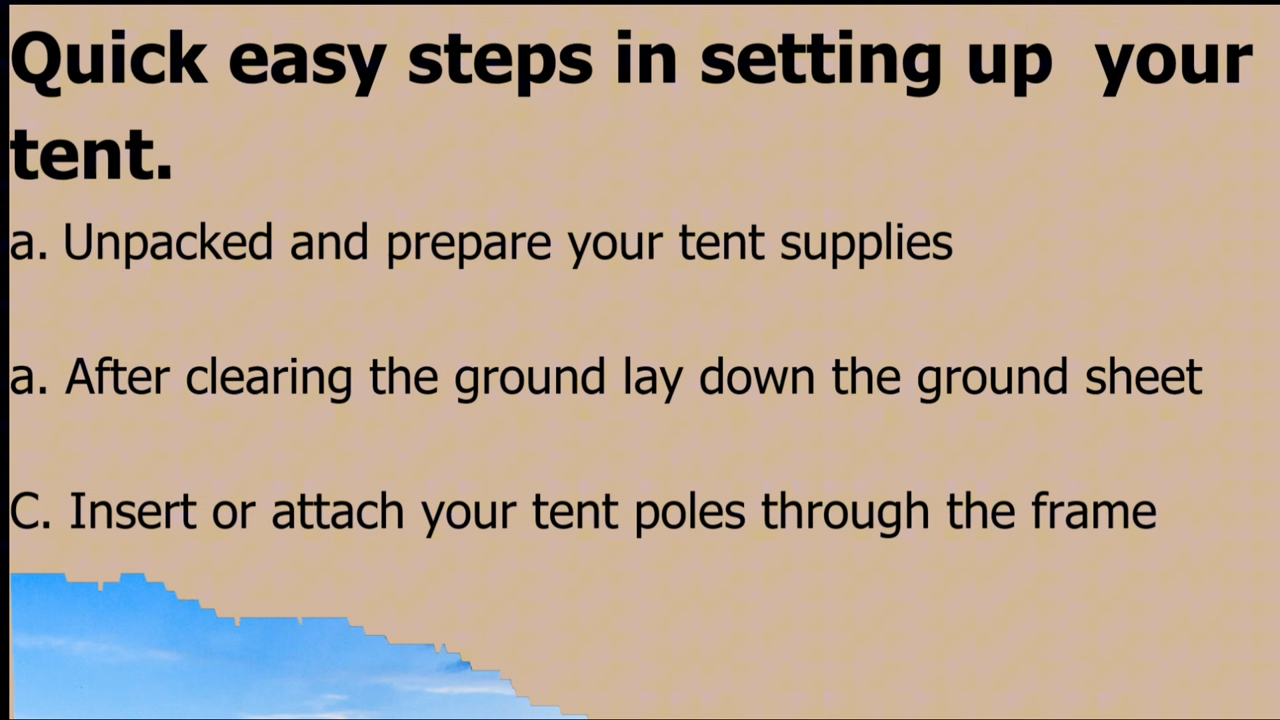 Quick easy steps in setting up  your
tent.
a. Unpacked and prepare your tent supplies
a. After clearing the ground lay down the ground sheet
C. Insert or attach your tent poles through the frame